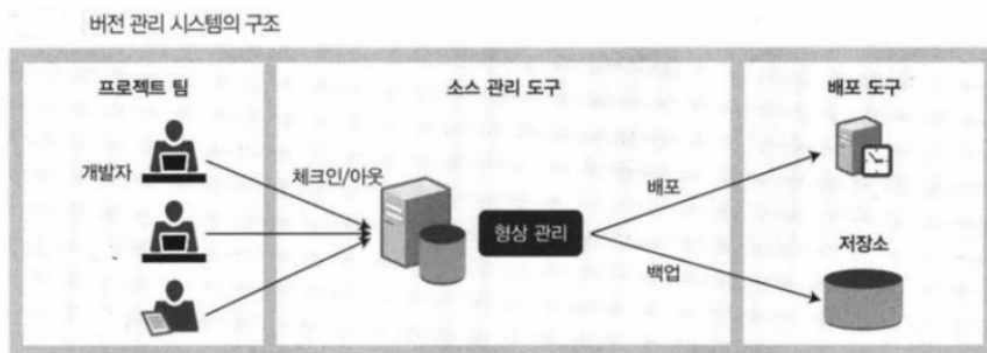 버전 관리 시스템의 구조
프로젝트 팀
소스 관리 도구
배포 도구
개발자
체크인/아웃
형상 관리
배포
백업
저장소